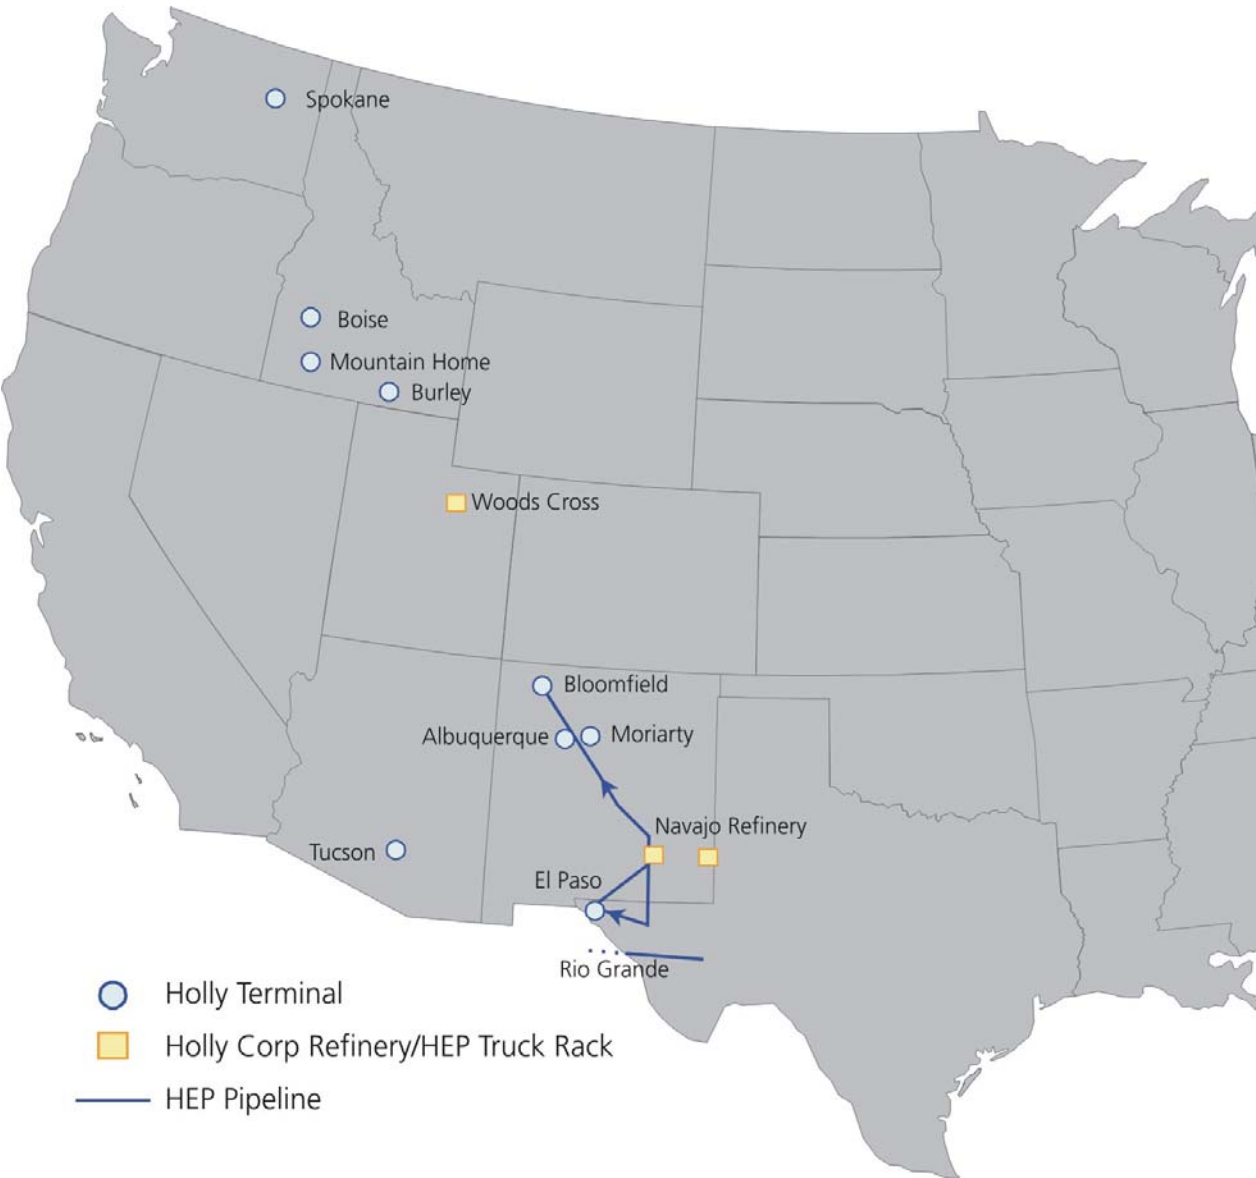 Spokane
Boise
Mountain Home
Burley
Woods Cross
Bloomfield
Albuquerque
Moriarty
Navajo Refinery
Tucson
El Paso
Rio Grande
Holly Terminal
Holly Corp Refinery/HEP Truck Rack
HEP Pipeline